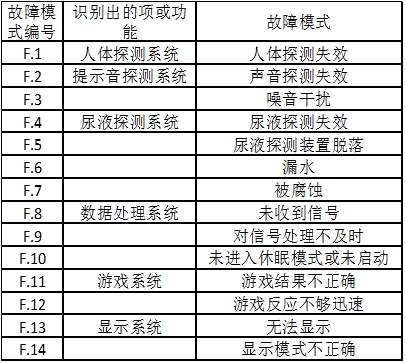 故障模式编号 识别出的项或功能 故障模式
F.1 人体探测系统 人体探测失效
F.2 提示音探测系统 声音探测失效
F.3 噪音干扰
F.4 尿液探测系统 尿液探测失效
F.5 尿液探测装置脱落
F.6 漏水
F.7 被腐蚀
F.8 数据处理系统 未收到信号
F.9 对信号处理不及时
F.10 未进入休眠模式或未启动
F.11 游戏系统 游戏结果不正确
F.12 游戏反应不够迅速
F.13 显示系统 无法显示
F.14 显示模式不正确